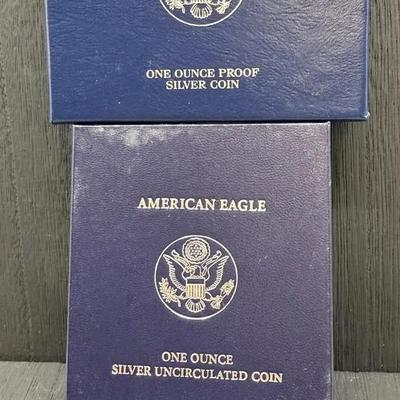 ONE OUNCE PROOF
SILVER COIN
AMERICAN EAGLE
ONE OUNCE
SILVER UNCIRCULATED COIN